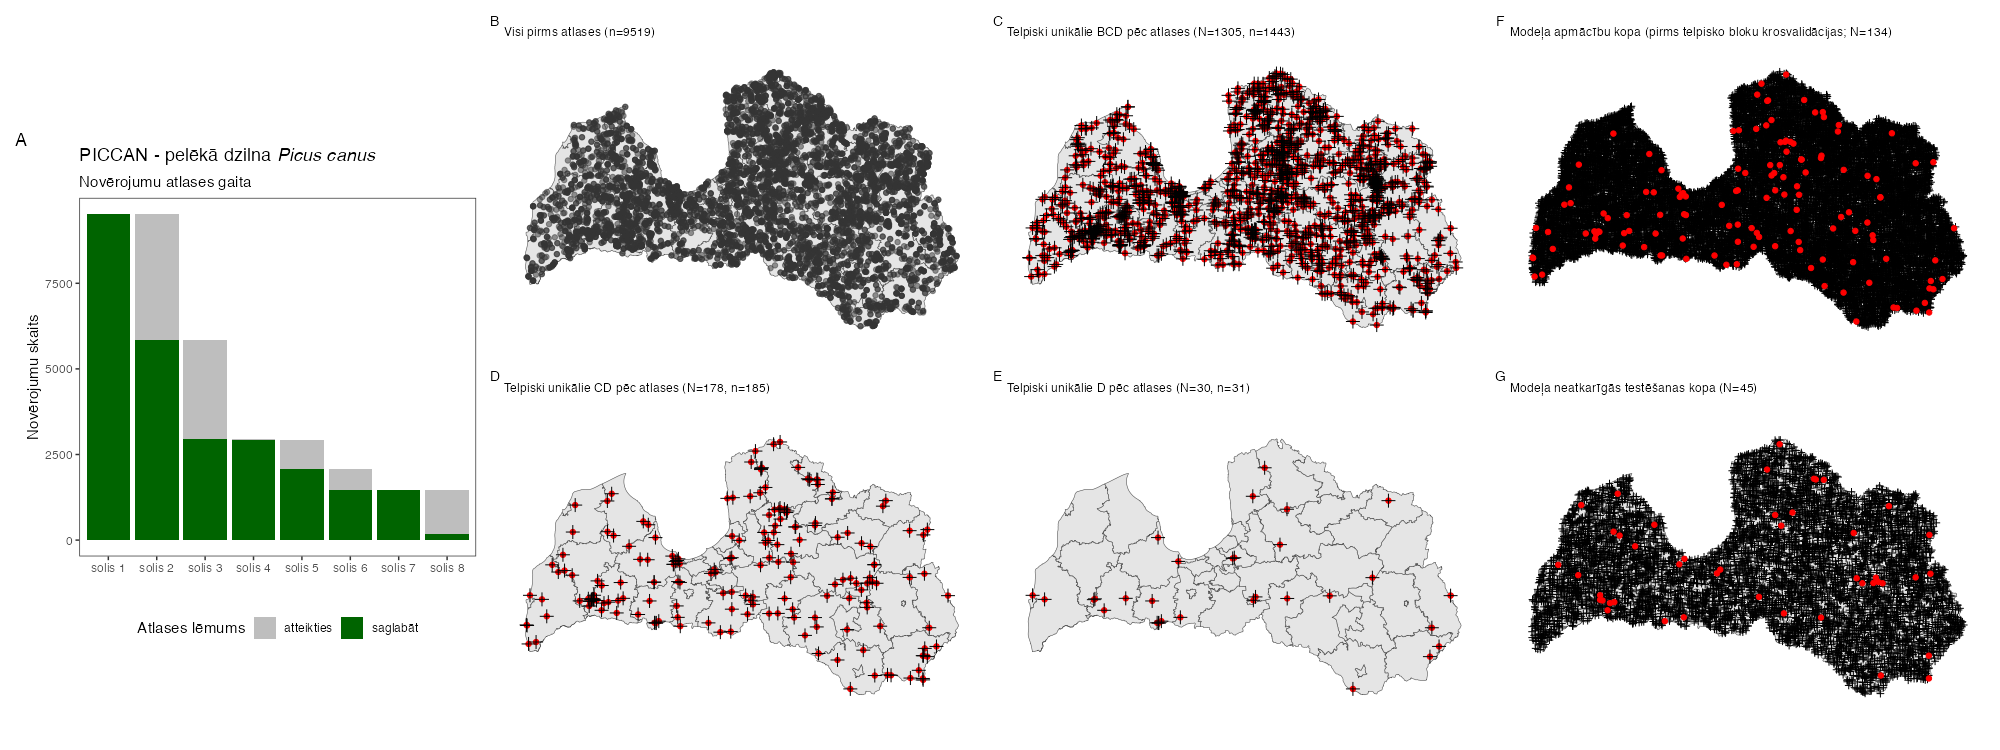 A
PICCAN - pelēkā dzilna Picus canus
Novērojumu atlases gaita
Novērojumu skaits
7500
5000
2500
0
solis 1 solis 2 solis 3 solis 4 solis 5 solis 6 solis 7 solis 8
Atlases lēmums atteikties saglabāt
B
Visi pirms atlases (n=9519)
C
Telpiski unikālie BCD pēc atlases (N=1305, n=1443)
F
Modeļa apmācību kopa (pirms telpisko bloku krosvalidācijas; N=134)
D
Telpiski unikālie CD pēc atlases (N=178, n=185)
E
Telpiski unikālie D pēc atlases (N=30, n=31)
G
Modeļa neatkarīgās testēšanas kopa (N=45)